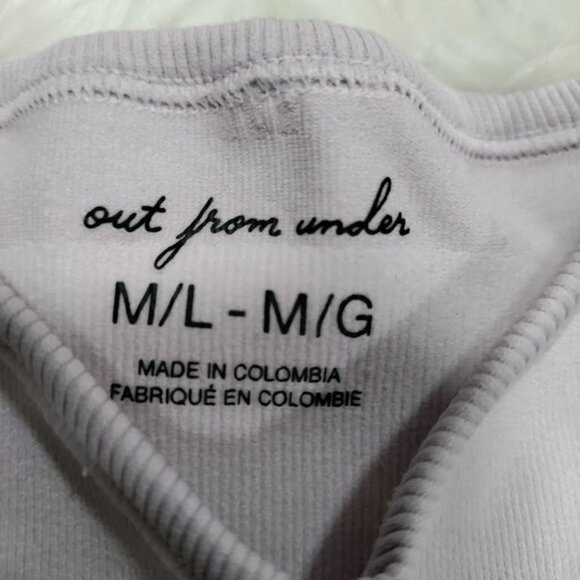 out from under
M/L - M/G
MADE IN COLOMBIA
FABRIQUÉ EN COLOMBIE